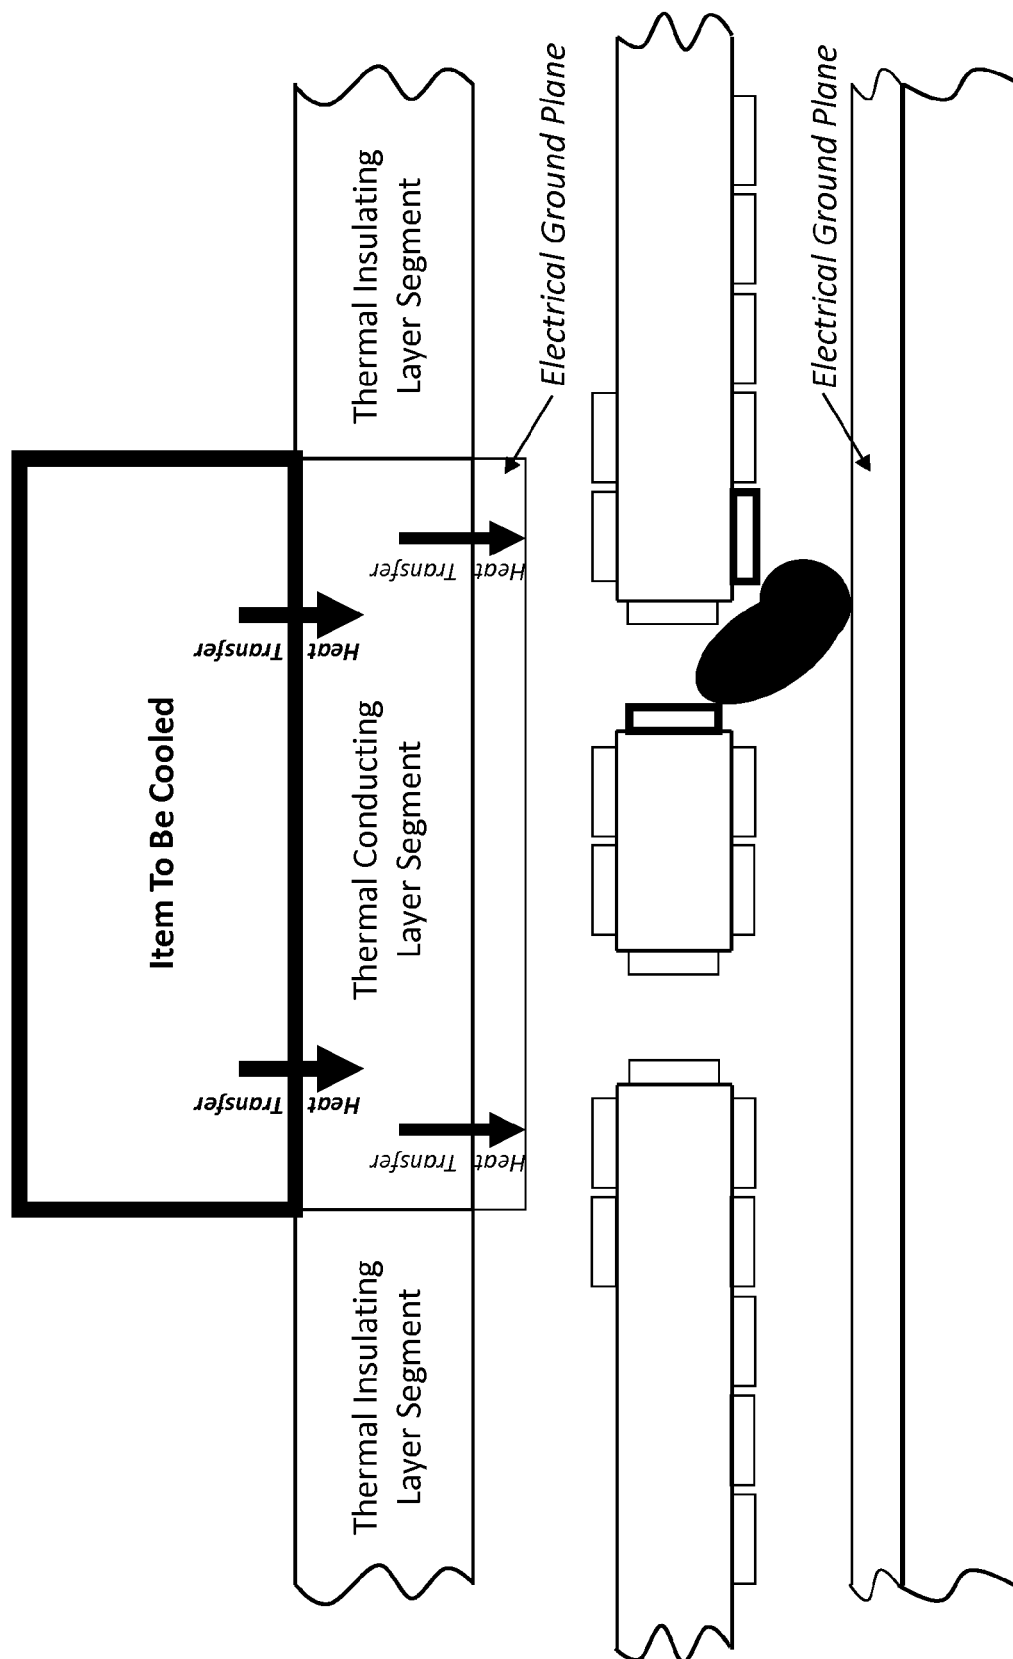 Item To Be Cooled
Heat Transfer
Heat Transfer
Thermal Insulating
Layer Segment
Thermal Conducting
Layer Segment
Thermal Insulating
Layer Segment
Heat Transfer
Heat Transfer
Electrical Ground Plane
Electrical Ground Plane